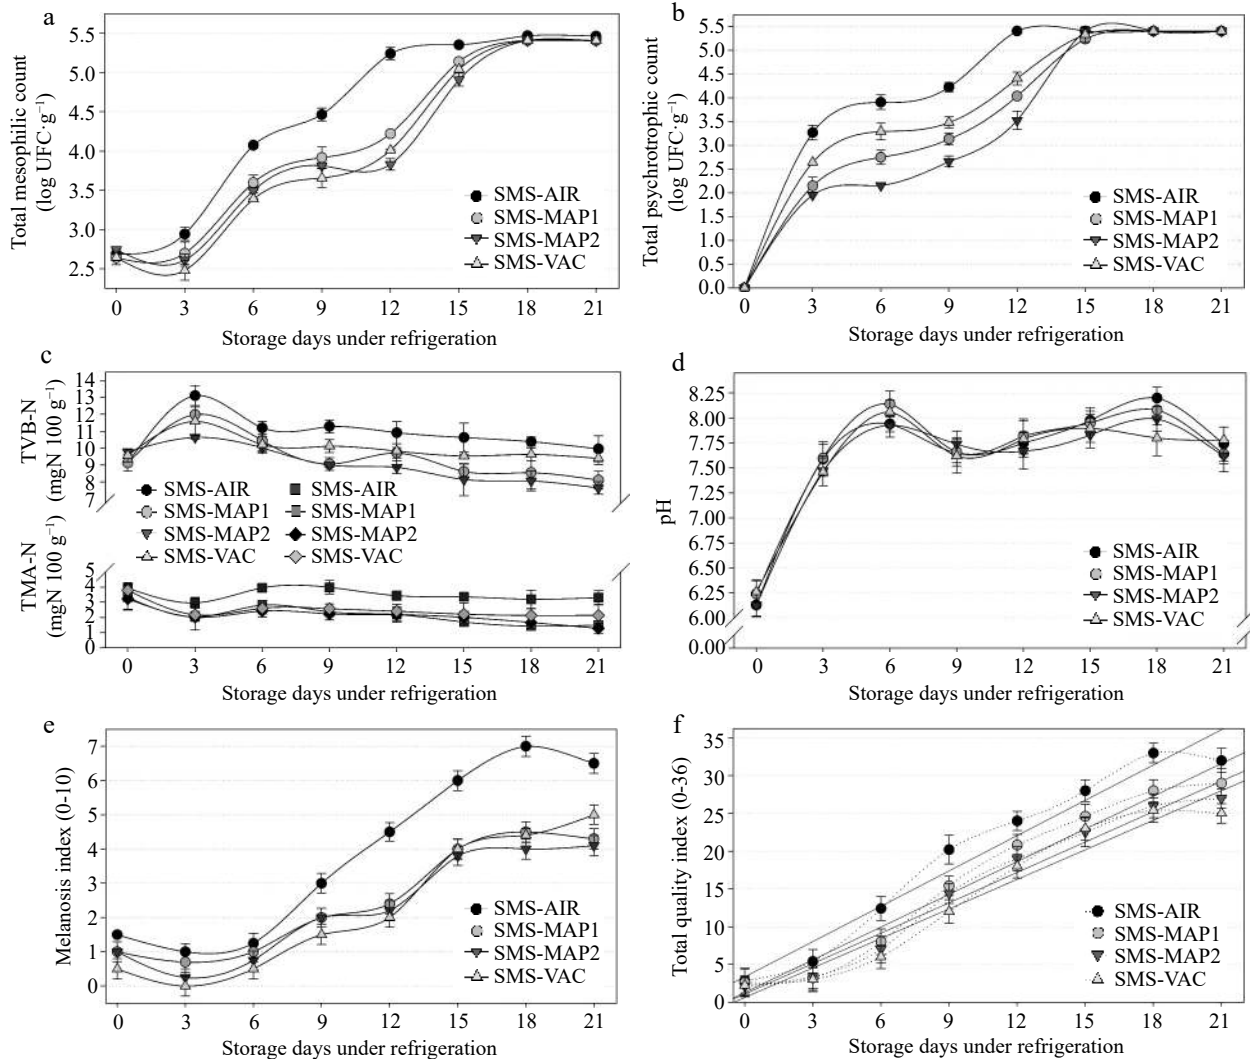 a
Total mesophilic count
(log UFC·g⁻¹)
5.5
5.0
4.5
4.0
3.5
3.0
2.5
SMS-AIR
SMS-MAP1
SMS-MAP2
SMS-VAC
0 3 6 9 12 15 18 21
Storage days under refrigeration
b
Total psychrotrophic count
(log UFC·g⁻¹)
5.5
5.0
4.5
4.0
3.5
3.0
2.5
2.0
1.5
1.0
0.5
0.0
SMS-AIR
SMS-MAP1
SMS-MAP2
SMS-VAC
0 3 6 9 12 15 18 21
Storage days under refrigeration
c
TVB-N
(mgN 100 g⁻¹)
14
13
12
11
10
9
8
7
SMS-AIR SMS-AIR
SMS-MAP1 SMS-MAP1
SMS-MAP2 SMS-MAP2
SMS-VAC SMS-VAC
TMA-N
(mgN 100 g⁻¹)
5
4
3
2
1
0
0 3 6 9 12 15 18 21
Storage days under refrigeration
d
pH
8.25
8.00
7.75
7.50
7.25
7.00
6.75
6.50
6.25
6.00
0.00
SMS-AIR
SMS-MAP1
SMS-MAP2
SMS-VAC
0 3 6 9 12 15 18 21
Storage days under refrigeration
e
Melanosis index (0-10)
7
6
5
4
3
2
1
0
SMS-AIR
SMS-MAP1
SMS-MAP2
SMS-VAC
0 3 6 9 12 15 18 21
Storage days under refrigeration
f
Total quality index (0-36)
35
30
25
20
15
10
5
0
SMS-AIR
SMS-MAP1
SMS-MAP2
SMS-VAC
0 3 6 9 12 15 18 21
Storage days under refrigeration